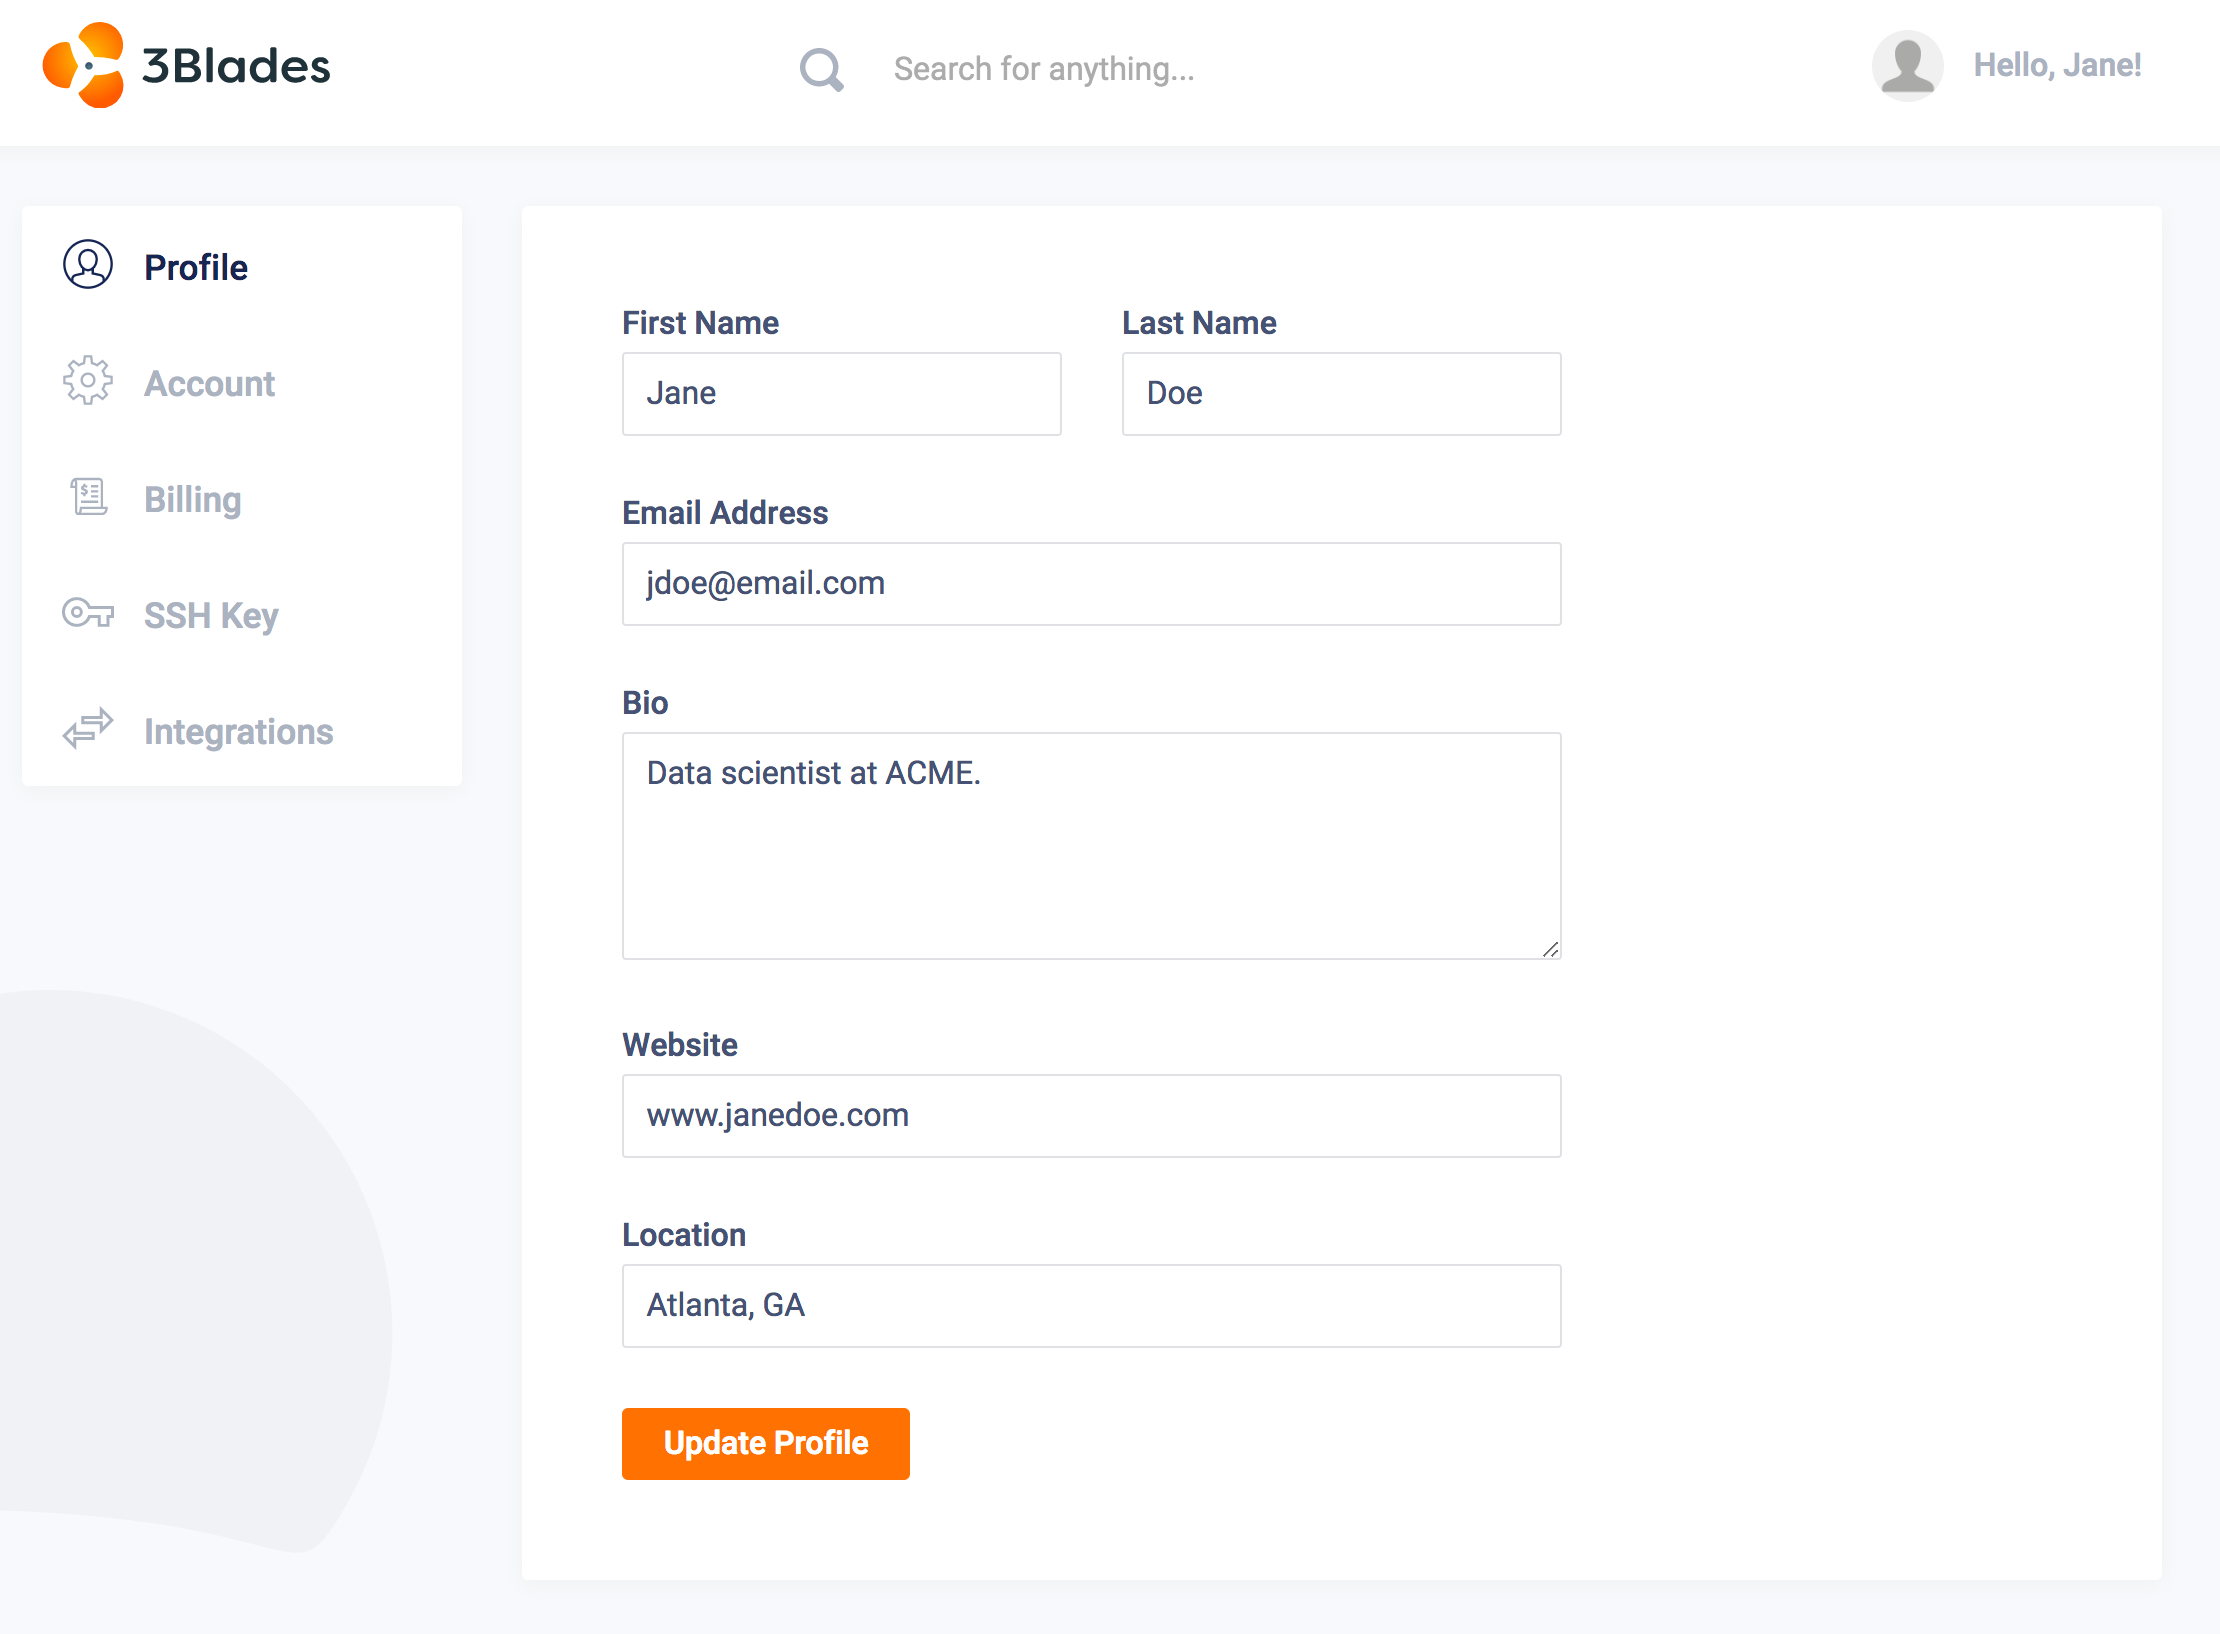 3Blades
Search for anything...
Hello, Jane!
Profile
Account
Billing
SSH Key
Integrations
First Name
Last Name
Jane
Doe
Email Address
jdoe@email.com
Bio
Data scientist at ACME.
Website
www.janedoe.com
Location
Atlanta, GA
Update Profile